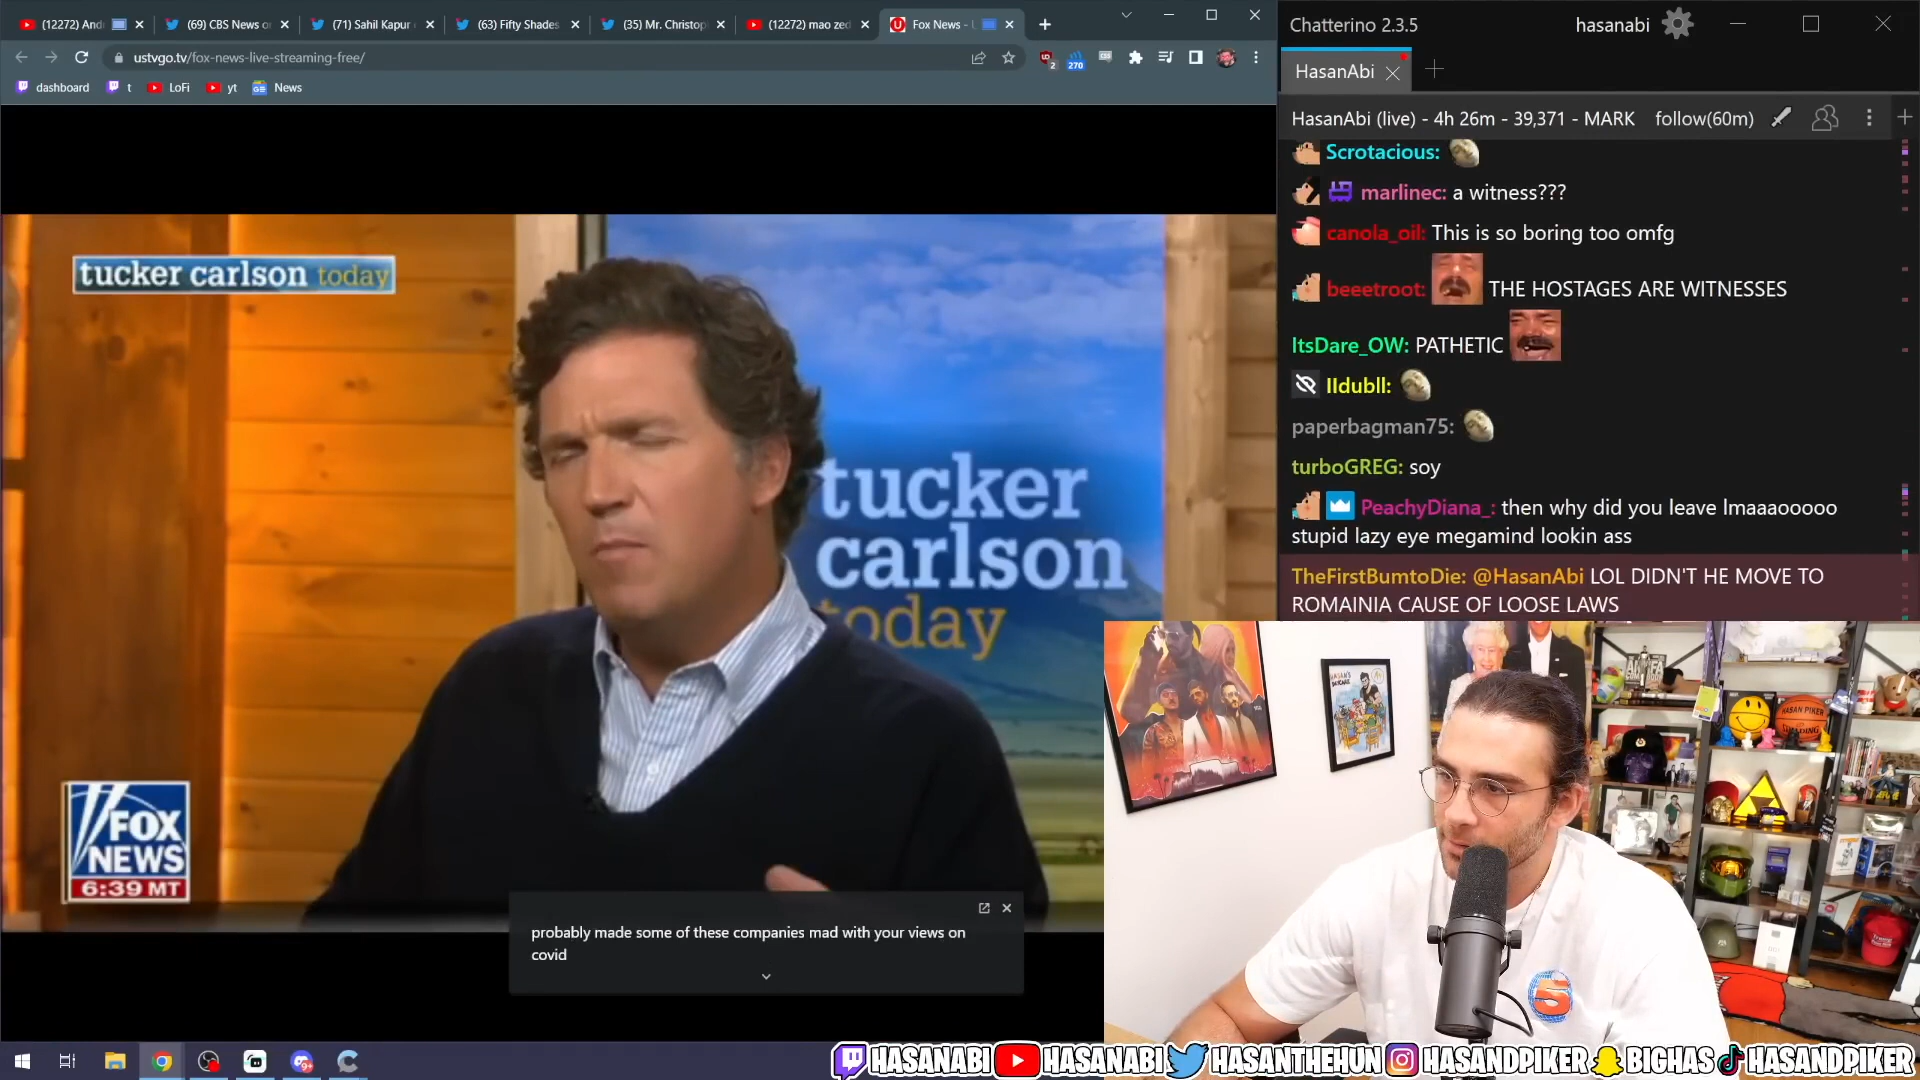 (12272) And
(69) CBS News o
(71) Sahil Kapur
(63) Fifty Shades
(35) Mr. Christop
(12272) mao zed
Fox News -
ustvgo.tv/fox-news-live-streaming-free/
2
270
dashboard
t
LoFi
yt
News
tucker carlson today
tucker
carlson
today
FOX
NEWS
6:39 MT
probably made some of these companies mad with your views on
covid
Chatterino 2.3.5
hasanabi
HasanAbi
HasanAbi (live) - 4h 26m - 39,371 - MARK
follow(60m)
Scrotacious:
marlinec: a witness???
canola_oil: This is so boring too omfg
beeetroot: THE HOSTAGES ARE WITNESSES
ItsDare_OW: PATHETIC
paperbagman75:
turboGREG: soy
PeachyDiana_: then why did you leave lmaaaooooo
stupid lazy eye megamind lookin ass
TheFirstBumtoDie: @HasanAbi LOL DIDN'T HE MOVE TO
ROMAINIA CAUSE OF LOOSE LAWS
HASAN PIKER
SPALDING
HASANABI
HASANABI
HASANTHEHUN
HASANDPIKER
BIGHAS
HASANDPIKER